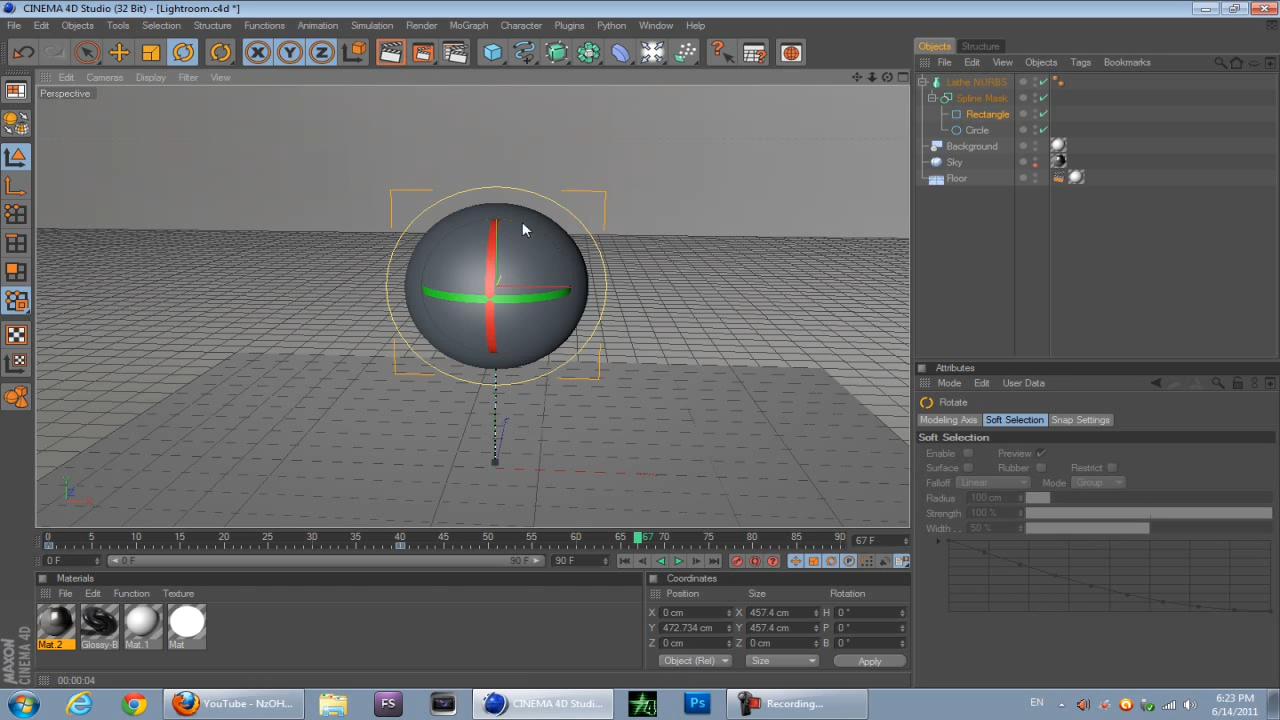 CINEMA 4D Studio (32 Bit) - [Lightroom.c4d *]
File Edit Objects Tools Selection Structure Functions Animation Simulation Render MoGraph Character Plugins Python Window Help
Objects Structure
File Edit View Objects Tags Bookmarks
Edit Cameras Display Filter View
Perspective
Lathe NURBS
Spline Mask
Rectangle
Circle
Background
Sky
Floor
Attributes
Mode Edit User Data
Rotate
Modeling Axis Soft Selection Snap Settings
Soft Selection
Enable Preview
Surface Rubber Restrict
Falloff Linear Mode Group
Radius 100 cm
Strength 100 %
Width . . 50 %
0 5 10 15 20 25 30 35 40 45 50 55 60 65 67 70 75 80 85 90 67 F
0 F 0 F 90 F 90 F
Materials
File Edit Function Texture
Mat.2 Glossy-B Mat.1 Mat
Coordinates
Position Size Rotation
X 0 cm X 457.4 cm H 0 °
Y 472.734 cm Y 457.4 cm P 0 °
Z 0 cm Z 0 cm B 0 °
Object (Rel) Size Apply
MAXON
CINEMA 4D
00:00:04
FS YouTube - NzOH... CINEMA 4D Studi... Ps Recording...
EN
6:23 PM
6/14/2011